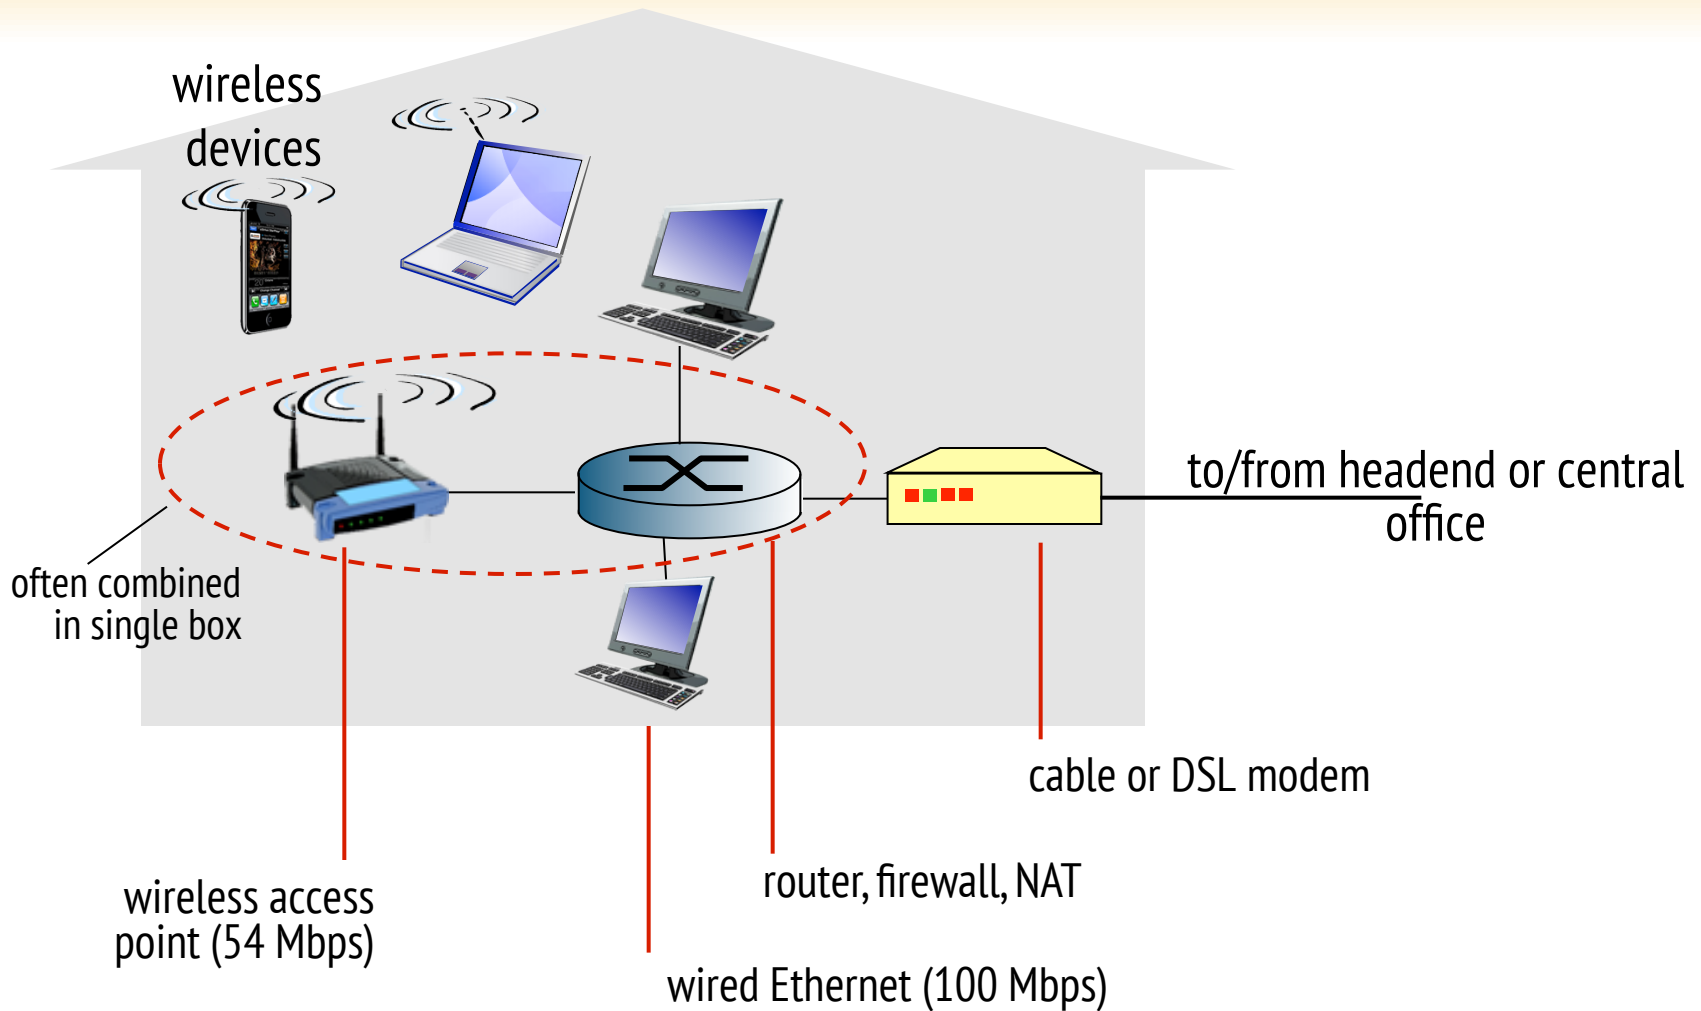 wireless
devices
to/from headend or central
office
often combined
in single box
cable or DSL modem
router, firewall, NAT
wireless access
point (54 Mbps)
wired Ethernet (100 Mbps)